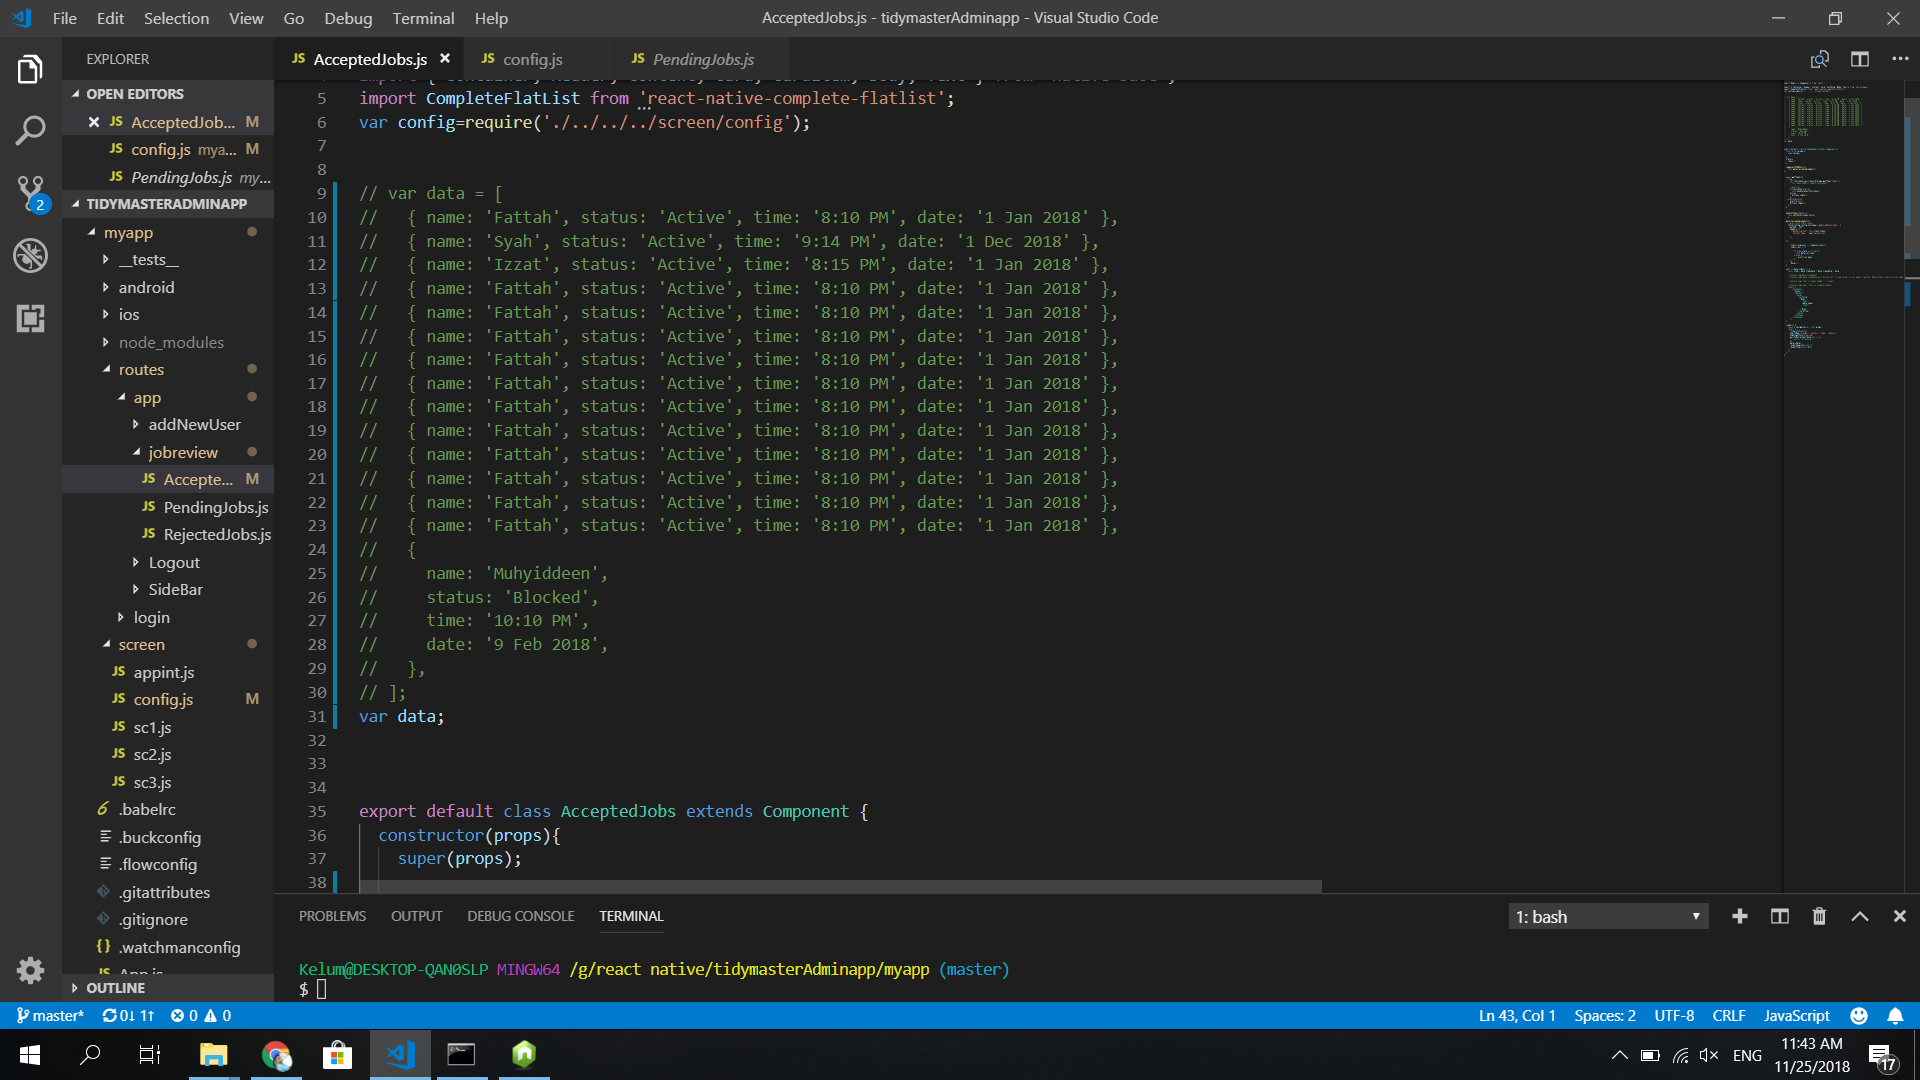 File Edit Selection View Go Debug Terminal Help
AcceptedJobs.js - tidymasterAdminapp - Visual Studio Code
EXPLORER
JS AcceptedJobs.js
JS config.js
JS PendingJobs.js
OPEN EDITORS
JS AcceptedJob... M
JS config.js mya... M
JS PendingJobs.js my...
TIDYMASTERADMINAPP
myapp
__tests__
android
ios
node_modules
routes
app
addNewUser
jobreview
JS Accepte... M
JS PendingJobs.js
JS RejectedJobs.js
Logout
SideBar
login
screen
JS appint.js
JS config.js M
JS sc1.js
JS sc2.js
JS sc3.js
.babelrc
.buckconfig
.flowconfig
.gitattributes
.gitignore
{} .watchmanconfig
OUTLINE
2
5 import CompleteFlatList from 'react-native-complete-flatlist';
6 var config=require('./../../../screen/config');
7
8
9 // var data = [
10 //   { name: 'Fattah', status: 'Active', time: '8:10 PM', date: '1 Jan 2018' },
11 //   { name: 'Syah', status: 'Active', time: '9:14 PM', date: '1 Dec 2018' },
12 //   { name: 'Izzat', status: 'Active', time: '8:15 PM', date: '1 Jan 2018' },
13 //   { name: 'Fattah', status: 'Active', time: '8:10 PM', date: '1 Jan 2018' },
14 //   { name: 'Fattah', status: 'Active', time: '8:10 PM', date: '1 Jan 2018' },
15 //   { name: 'Fattah', status: 'Active', time: '8:10 PM', date: '1 Jan 2018' },
16 //   { name: 'Fattah', status: 'Active', time: '8:10 PM', date: '1 Jan 2018' },
17 //   { name: 'Fattah', status: 'Active', time: '8:10 PM', date: '1 Jan 2018' },
18 //   { name: 'Fattah', status: 'Active', time: '8:10 PM', date: '1 Jan 2018' },
19 //   { name: 'Fattah', status: 'Active', time: '8:10 PM', date: '1 Jan 2018' },
20 //   { name: 'Fattah', status: 'Active', time: '8:10 PM', date: '1 Jan 2018' },
21 //   { name: 'Fattah', status: 'Active', time: '8:10 PM', date: '1 Jan 2018' },
22 //   { name: 'Fattah', status: 'Active', time: '8:10 PM', date: '1 Jan 2018' },
23 //   { name: 'Fattah', status: 'Active', time: '8:10 PM', date: '1 Jan 2018' },
24 //   {
25 //     name: 'Muhyiddeen',
26 //     status: 'Blocked',
27 //     time: '10:10 PM',
28 //     date: '9 Feb 2018',
29 //   },
30 // ];
31 var data;
32
33
34
35 export default class AcceptedJobs extends Component {
36   constructor(props){
37     super(props);
38
PROBLEMS OUTPUT DEBUG CONSOLE TERMINAL
1: bash
Kelum@DESKTOP-QAN0SLP MINGW64 /g/react native/tidymasterAdminapp/myapp (master)
$
master* 0↓ 1↑ 0 0
Ln 43, Col 1 Spaces: 2 UTF-8 CRLF JavaScript
ENG
11:43 AM
11/25/2018
17